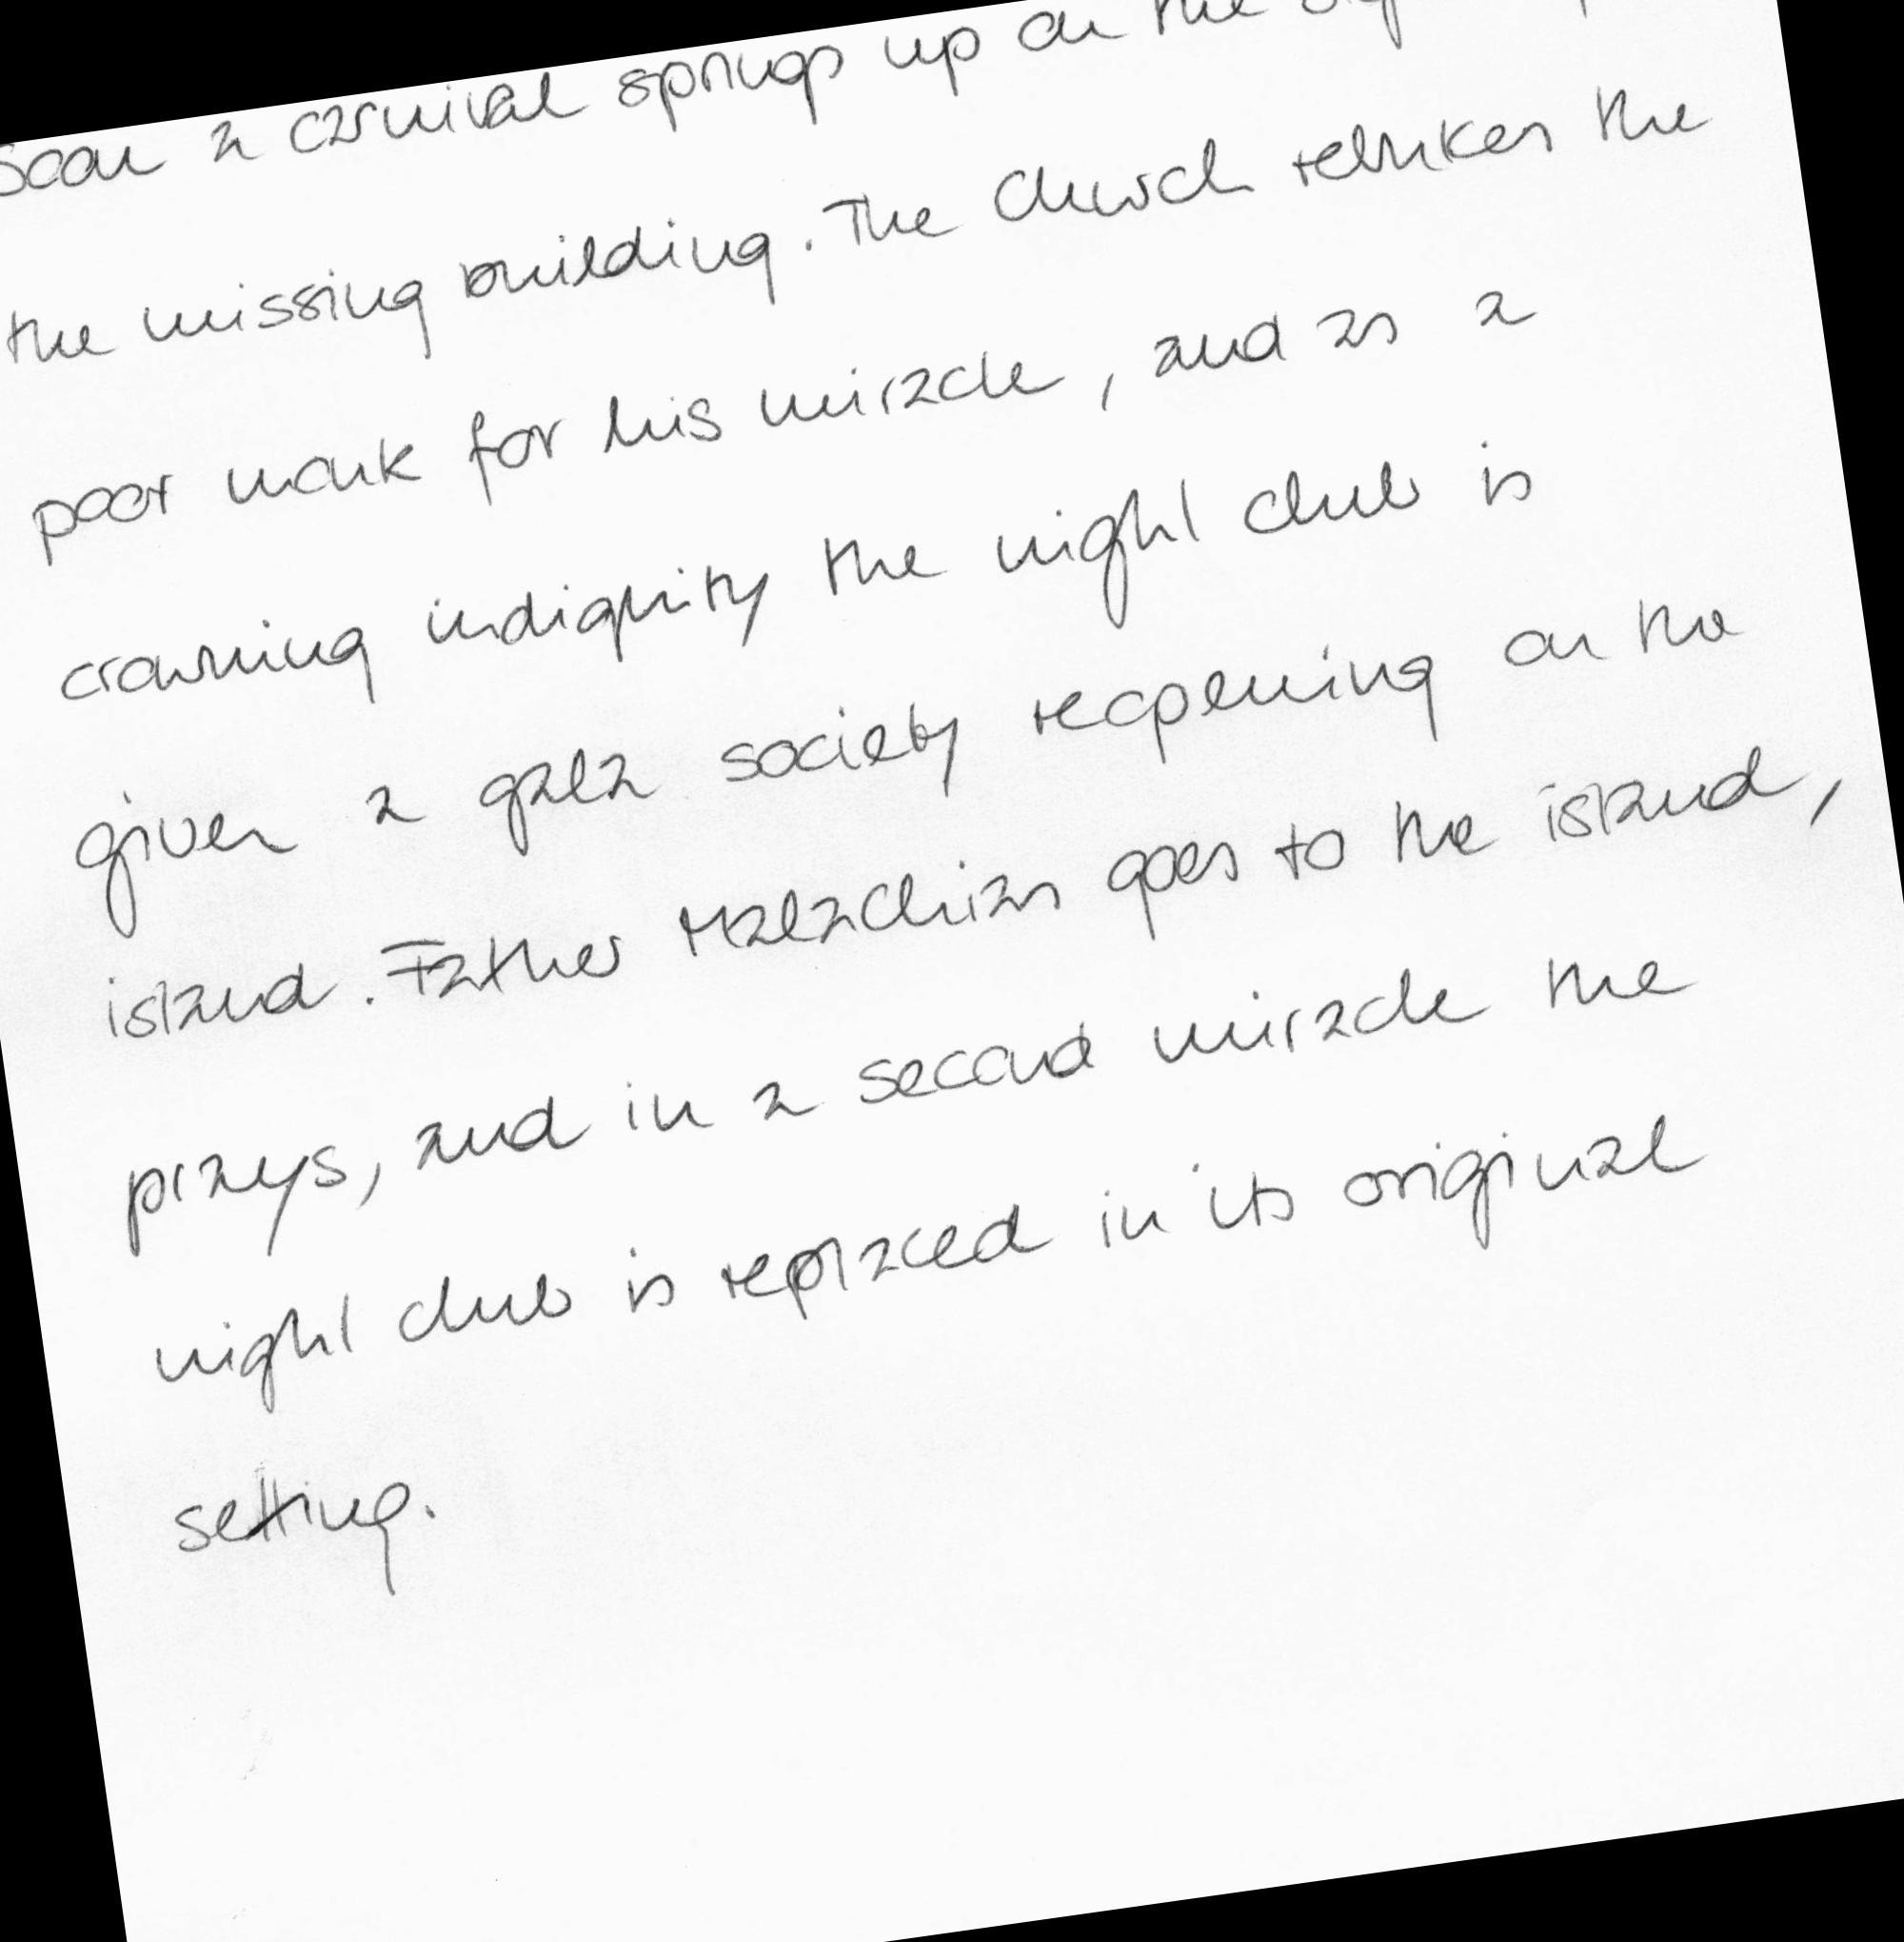 Soon a carnival springs up on the
the missing building. The Church rebukes the
poor monk for his miracle, and as a
crowning indignity the night club is
given a gala society reopening on the
island. Father Malachias goes to the island,
prays, and in a second miracle the
night club is replaced in its original
setting.